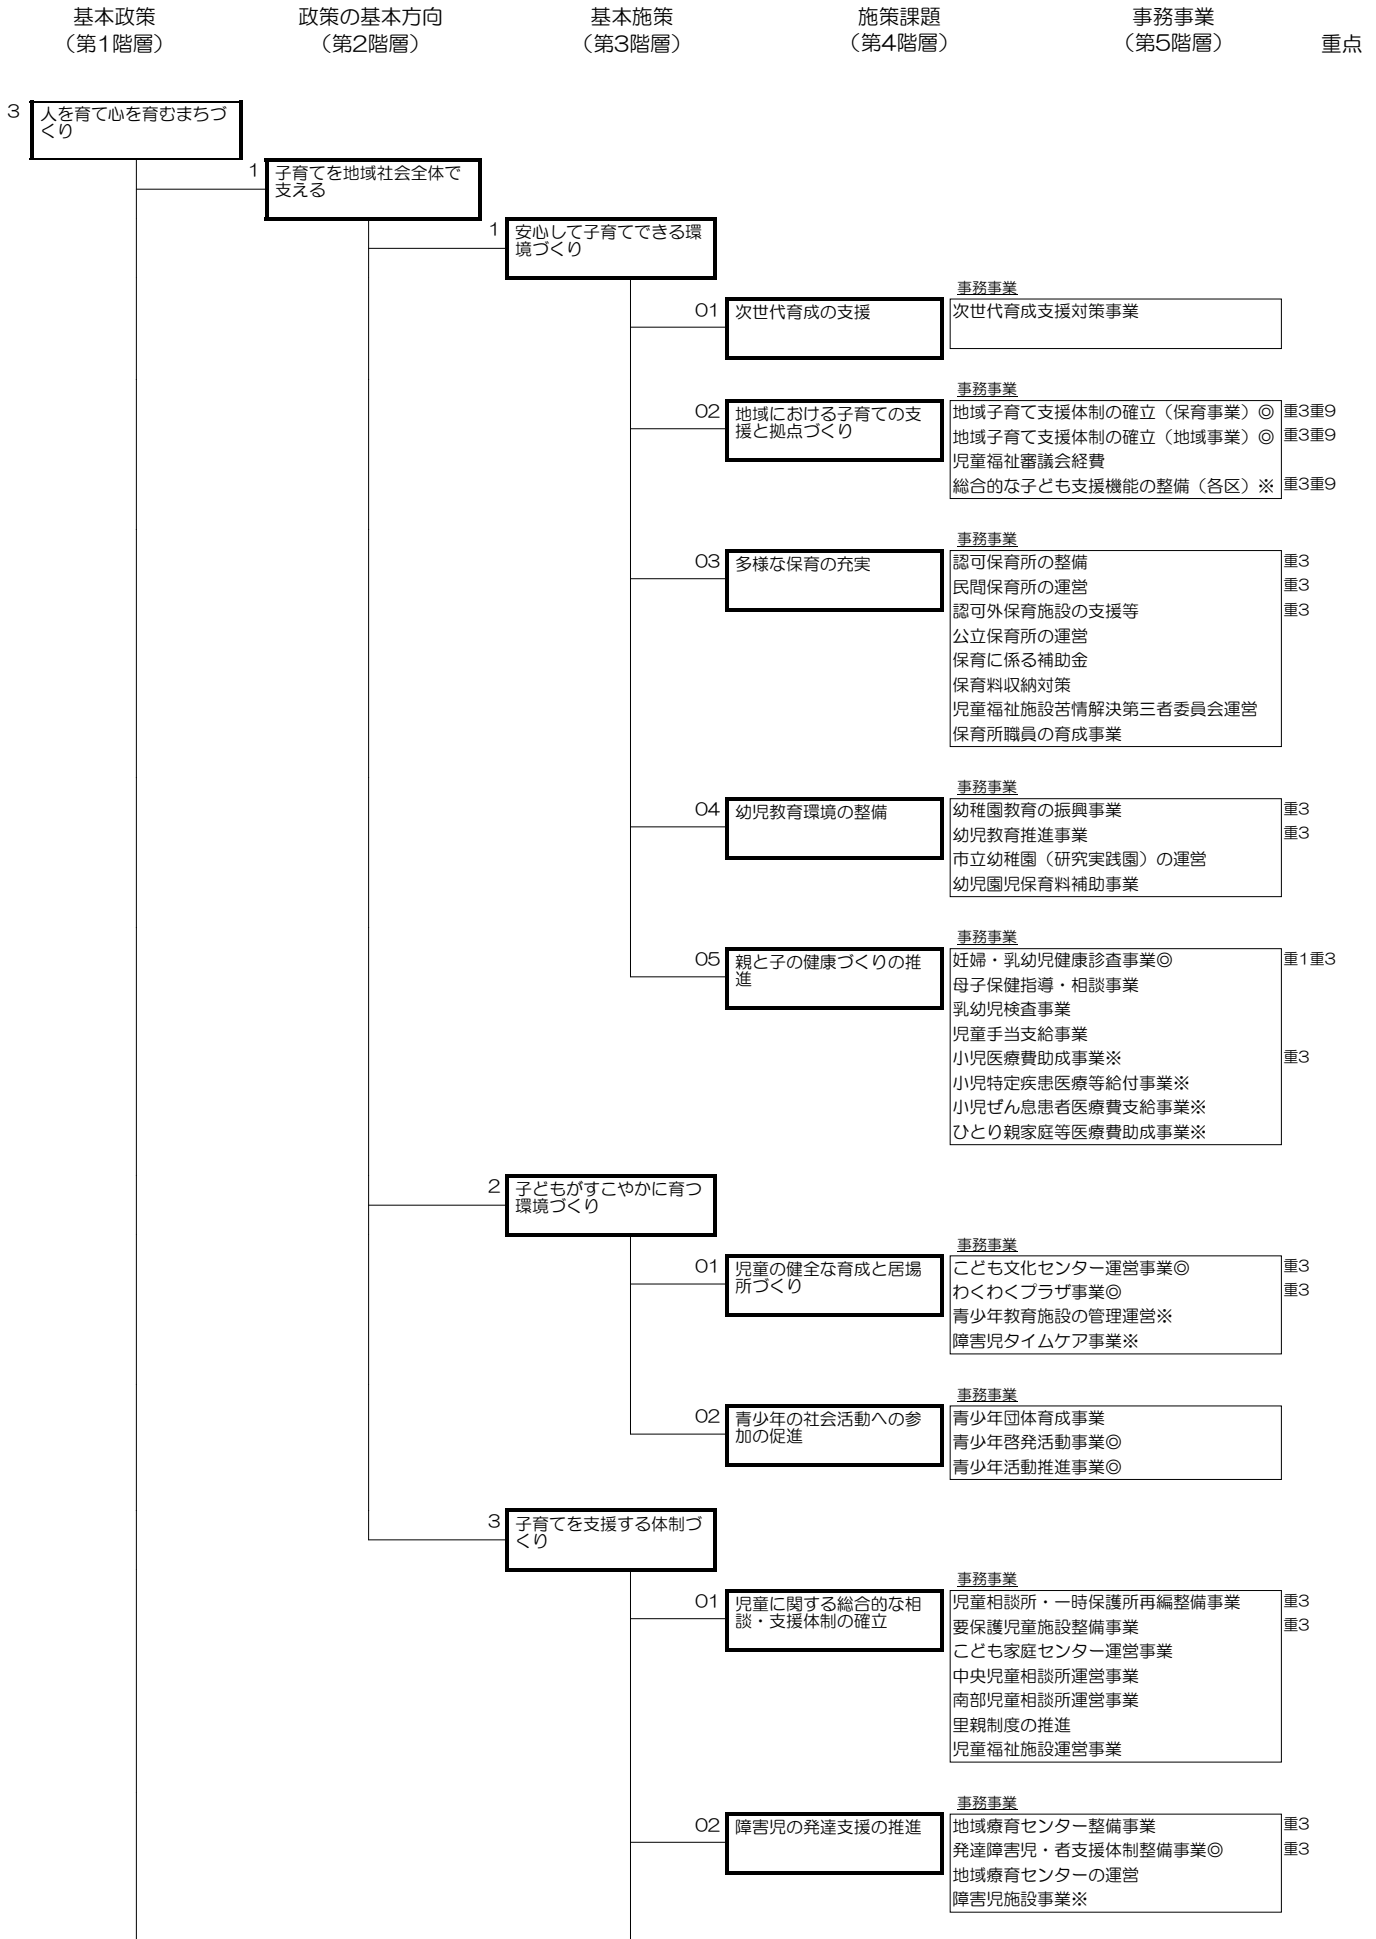 基本政策
（第1階層）
政策の基本方向
（第2階層）
基本施策
（第3階層）
施策課題
（第4階層）
事務事業
（第5階層）
重点
3
人を育て心を育むまちづ
くり
1
子育てを地域社会全体で
支える
1
安心して子育てできる環
境づくり
事務事業
01
次世代育成の支援
次世代育成支援対策事業
事務事業
02
地域における子育ての支
援と拠点づくり
地域子育て支援体制の確立（保育事業）◎ 重3重9
地域子育て支援体制の確立（地域事業）◎ 重3重9
児童福祉審議会経費
総合的な子ども支援機能の整備（各区）※ 重3重9
事務事業
03
多様な保育の充実
認可保育所の整備 重3
民間保育所の運営 重3
認可外保育施設の支援等 重3
公立保育所の運営
保育に係る補助金
保育料収納対策
児童福祉施設苦情解決第三者委員会運営
保育所職員の育成事業
事務事業
04
幼児教育環境の整備
幼稚園教育の振興事業 重3
幼児教育推進事業 重3
市立幼稚園（研究実践園）の運営
幼児園児保育料補助事業
事務事業
05
親と子の健康づくりの推
進
妊婦・乳幼児健康診査事業◎ 重1重3
母子保健指導・相談事業
乳幼児検査事業
児童手当支給事業
小児医療費助成事業※ 重3
小児特定疾患医療等給付事業※
小児ぜん息患者医療費支給事業※
ひとり親家庭等医療費助成事業※
2
子どもがすこやかに育つ
環境づくり
事務事業
01
児童の健全な育成と居場
所づくり
こども文化センター運営事業◎ 重3
わくわくプラザ事業◎ 重3
青少年教育施設の管理運営※
障害児タイムケア事業※
事務事業
02
青少年の社会活動への参
加の促進
青少年団体育成事業
青少年啓発活動事業◎
青少年活動推進事業◎
3
子育てを支援する体制づ
くり
事務事業
01
児童に関する総合的な相
談・支援体制の確立
児童相談所・一時保護所再編整備事業 重3
要保護児童施設整備事業 重3
こども家庭センター運営事業
中央児童相談所運営事業
南部児童相談所運営事業
里親制度の推進
児童福祉施設運営事業
事務事業
02
障害児の発達支援の推進
地域療育センター整備事業 重3
発達障害児・者支援体制整備事業◎ 重3
地域療育センターの運営
障害児施設事業※